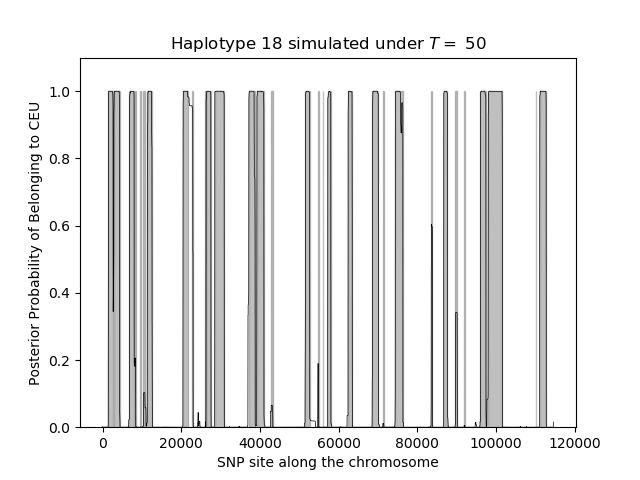 Haplotype 18 simulated under T = 50
Posterior Probability of Belonging to CEU
1.0
0.8
0.6
0.4
0.2
0.0
0 20000 40000 60000 80000 100000 120000
SNP site along the chromosome